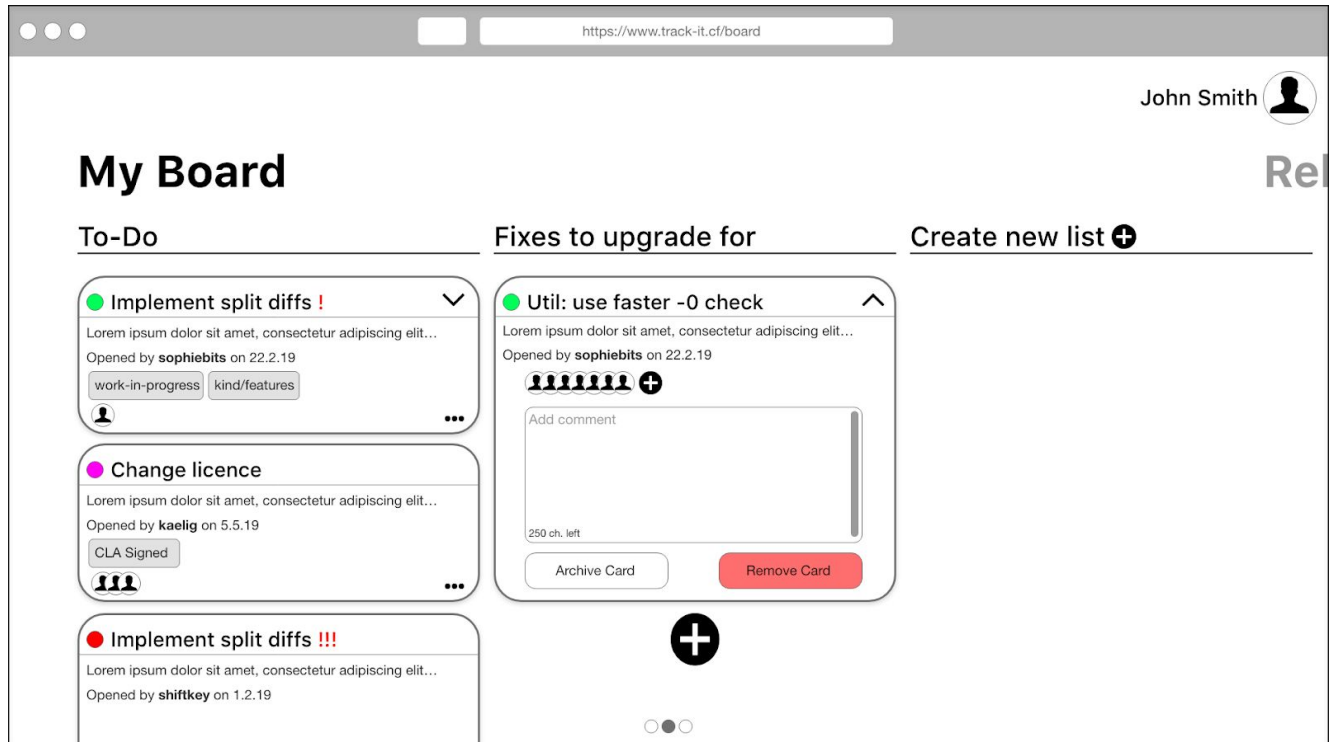 https://www.track-it.cf/board
John Smith
My Board
Rel
To-Do
Implement split diffs !
Lorem ipsum dolor sit amet, consectetur adipiscing elit...
Opened by sophiebits on 22.2.19
work-in-progress kind/features
Change licence
Lorem ipsum dolor sit amet, consectetur adipiscing elit...
Opened by kaelig on 5.5.19
CLA Signed
Implement split diffs !!!
Lorem ipsum dolor sit amet, consectetur adipiscing elit...
Opened by shiftkey on 1.2.19
Fixes to upgrade for
Util: use faster -0 check
Lorem ipsum dolor sit amet, consectetur adipiscing elit...
Opened by sophiebits on 22.2.19
Add comment
250 ch. left
Archive Card
Remove Card
Create new list